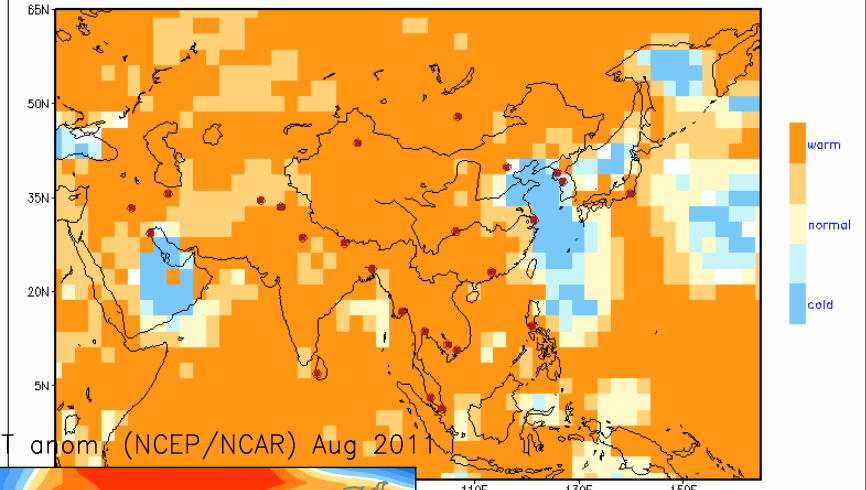 65N
50N
warm
35N
normal
20N
cold
5N
T anom. (NCEP/NCAR) Aug 2011